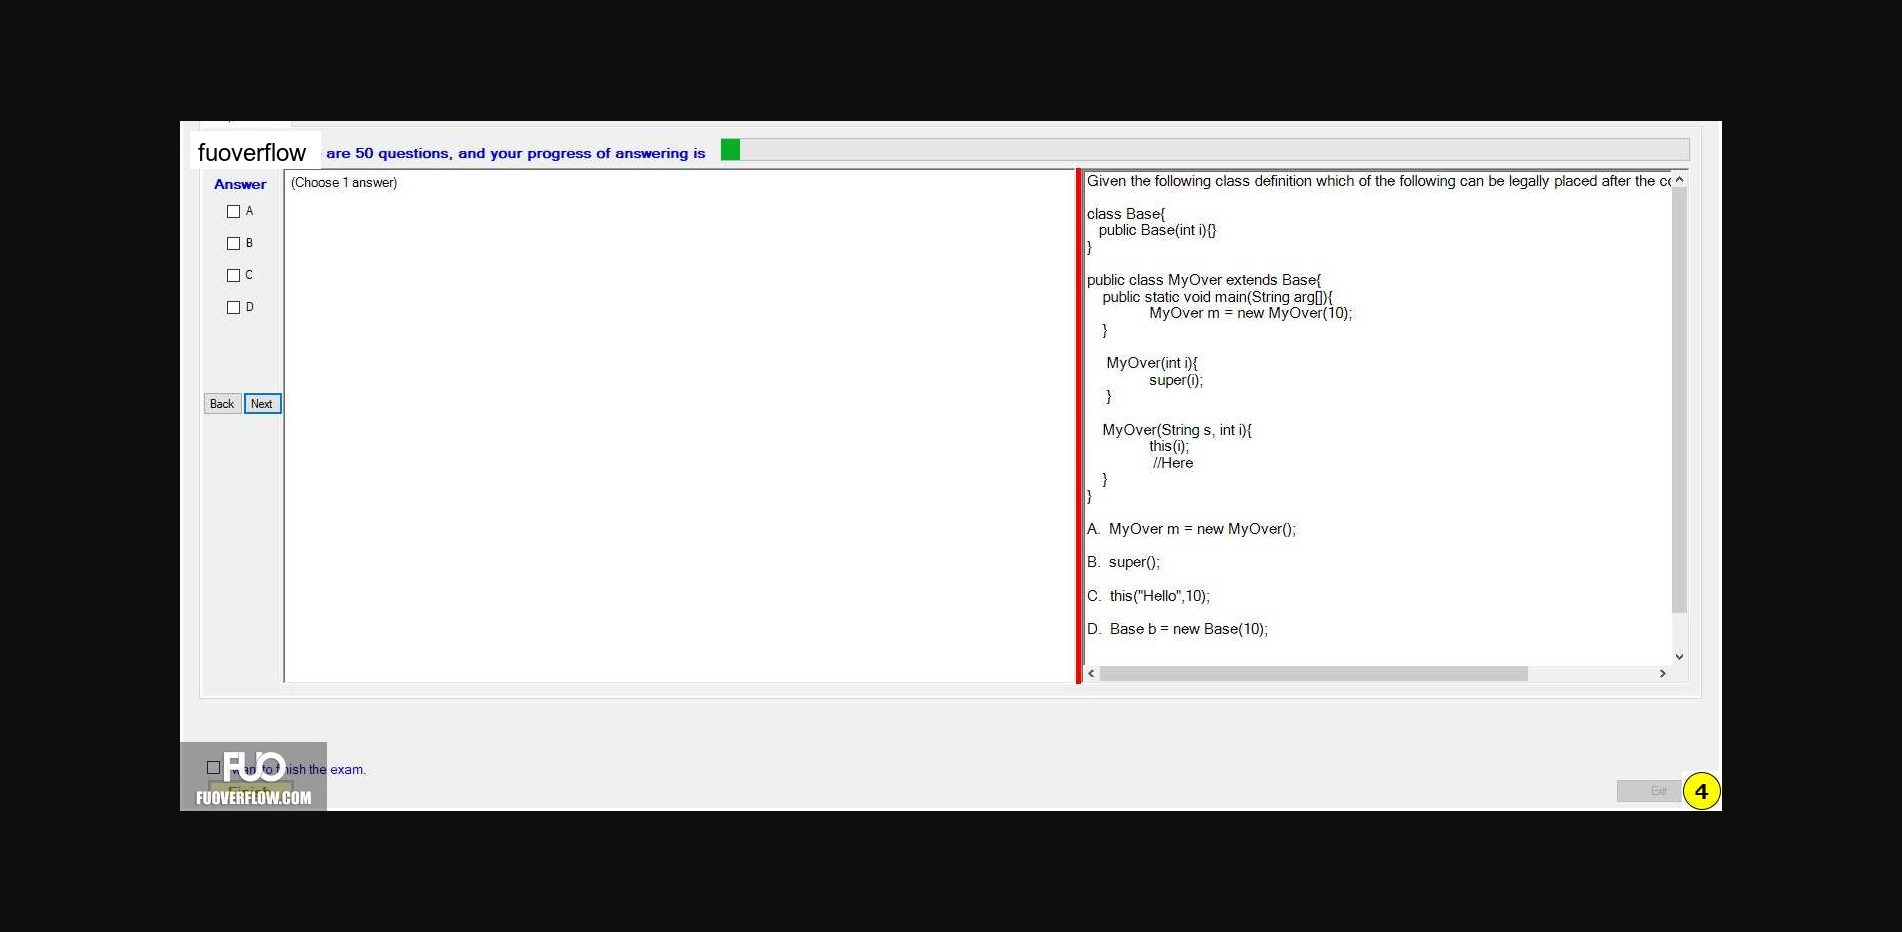 fuoverflow are 50 questions, and your progress of answering is
Answer
A
B
C
D
Back Next
(Choose 1 answer)
Given the following class definition which of the following can be legally placed after the
class Base{
public Base(int i){}
}
public class MyOver extends Base{
public static void main(String arg[]){
MyOver m = new MyOver(10);
}
MyOver(int i){
super(i);
}
MyOver(String s, int i){
this(i);
//Here
}
}
A. MyOver m = new MyOver();
B. super();
C. this("Hello",10);
D. Base b = new Base(10);
to finish the exam.
FUO
Finish
FUOVERFLOW.COM
Exit
4